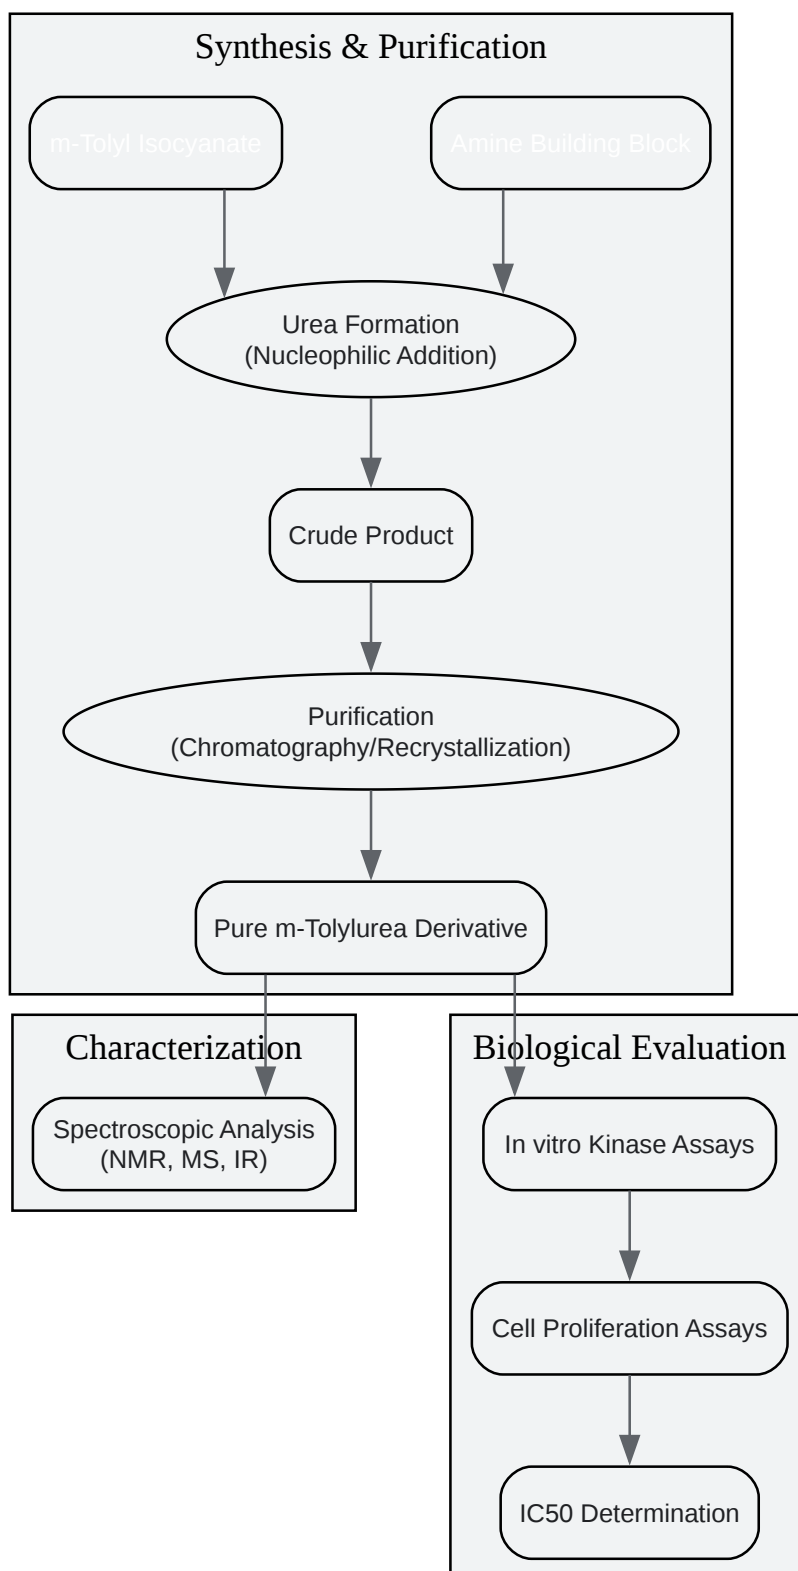 Synthesis & Purification
m-Tolyl Isocyanate
Amine Building Block
Urea Formation
(Nucleophilic Addition)
Crude Product
Purification
(Chromatography/Recrystallization)
Pure m-Tolylurea Derivative
Characterization
Spectroscopic Analysis
(NMR, MS, IR)
Biological Evaluation
In vitro Kinase Assays
Cell Proliferation Assays
IC50 Determination